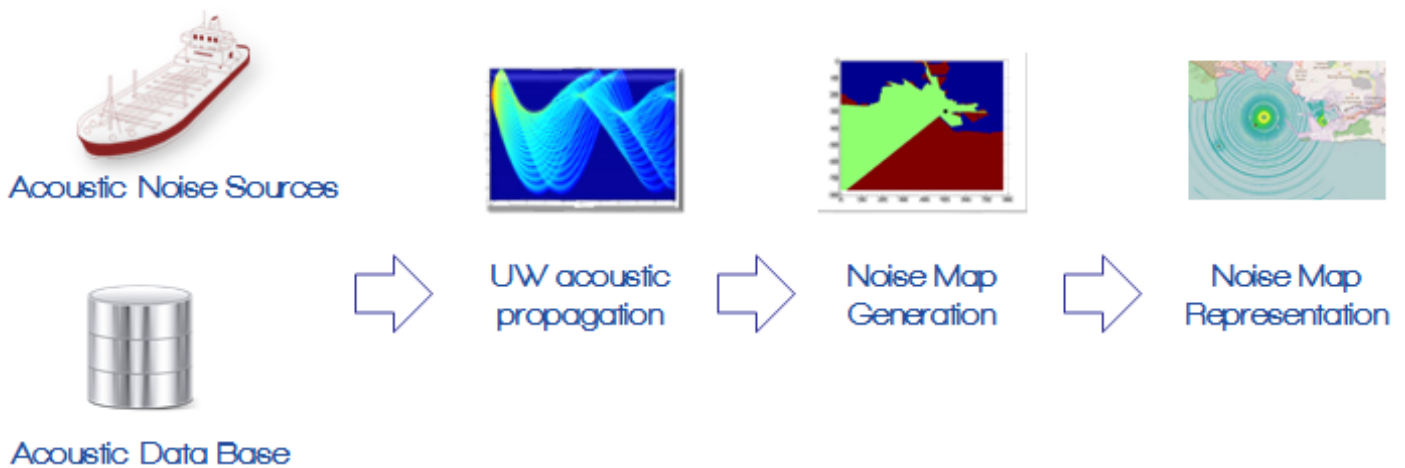 Acoustic Noise Sources
Acoustic Data Base
UW acoustic
propagation
Noise Map
Generation
Noise Map
Representation